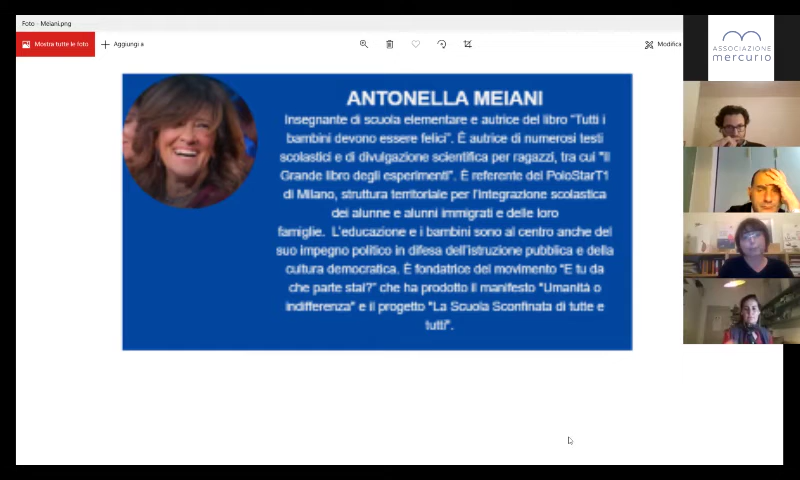 Foto - Meiani.png
Mostra tutte le foto
Aggiungi a
Modifica
ASSOCIAZIONE
mercurio
ANTONELLA MEIANI
Insegnante di scuola elementare e autrice del libro "Tutti i
bambini devono essere felici". È autrice di numerosi testi
scolastici e di divulgazione scientifica per ragazzi, tra cui "Il
Grande libro degli esperimenti". È referente del PoloStarT1
di Milano, struttura territoriale per l'integrazione scolastica
dei alunne e alunni immigrati e delle loro
famiglie. L'educazione e i bambini sono al centro anche del
suo impegno politico in difesa dell'istruzione pubblica e della
cultura democratica. È fondatrice del movimento "E tu da
che parte stai?" che ha prodotto il manifesto "Umanità o
indifferenza" e il progetto "La Scuola Sconfinata di tutte e
tutti".